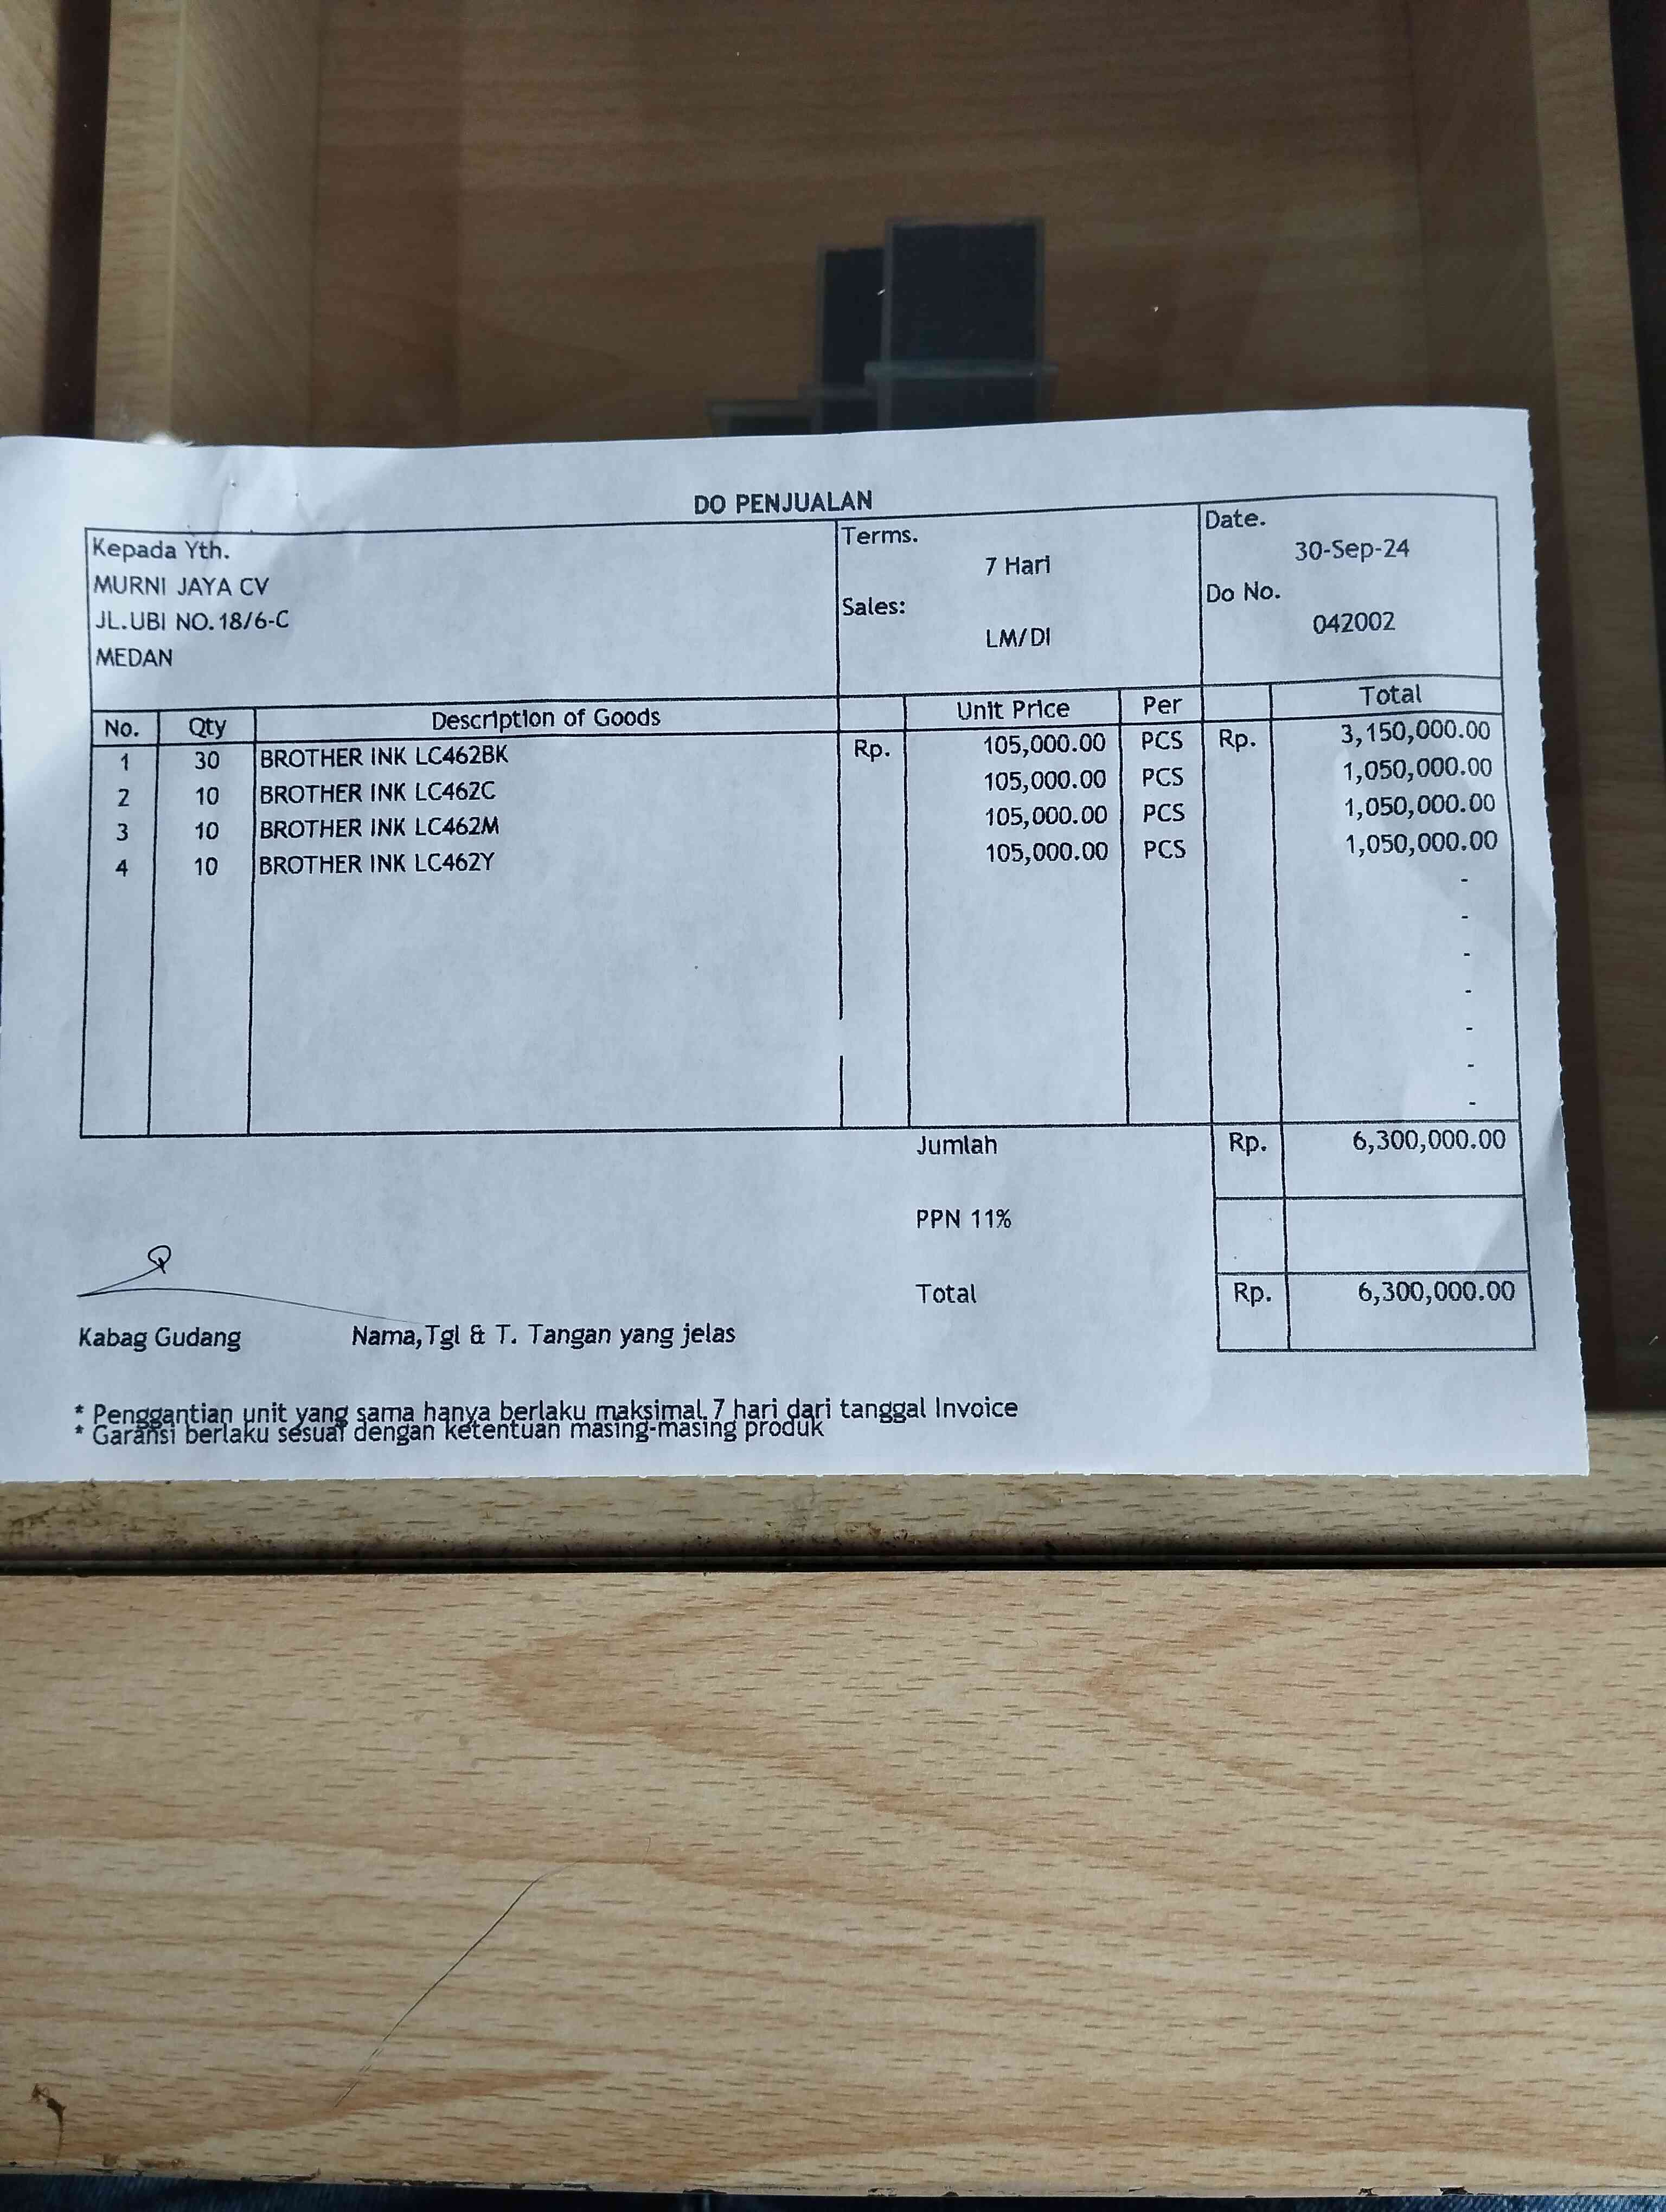 DO PENJUALAN
Kepada Yth.
MURNI JAYA CV
JL.UBI NO.18/6-C
MEDAN
Terms.
7 Hari
Sales:
LM/DI
Date.
30-Sep-24
Do No.
042002
No. Qty Description of Goods Unit Price Per Total
1 30 BROTHER INK LC462BK Rp. 105,000.00 PCS Rp. 3,150,000.00
2 10 BROTHER INK LC462C 105,000.00 PCS 1,050,000.00
3 10 BROTHER INK LC462M 105,000.00 PCS 1,050,000.00
4 10 BROTHER INK LC462Y 105,000.00 PCS 1,050,000.00
-
-
-
-
-
-
-
Jumlah Rp. 6,300,000.00
PPN 11%
Total Rp. 6,300,000.00
Kabag Gudang Nama,Tgl & T. Tangan yang jelas
* Penggantian unit yang sama hanya berlaku maksimal 7 hari dari tanggal Invoice
* Garansi berlaku sesuai dengan ketentuan masing-masing produk